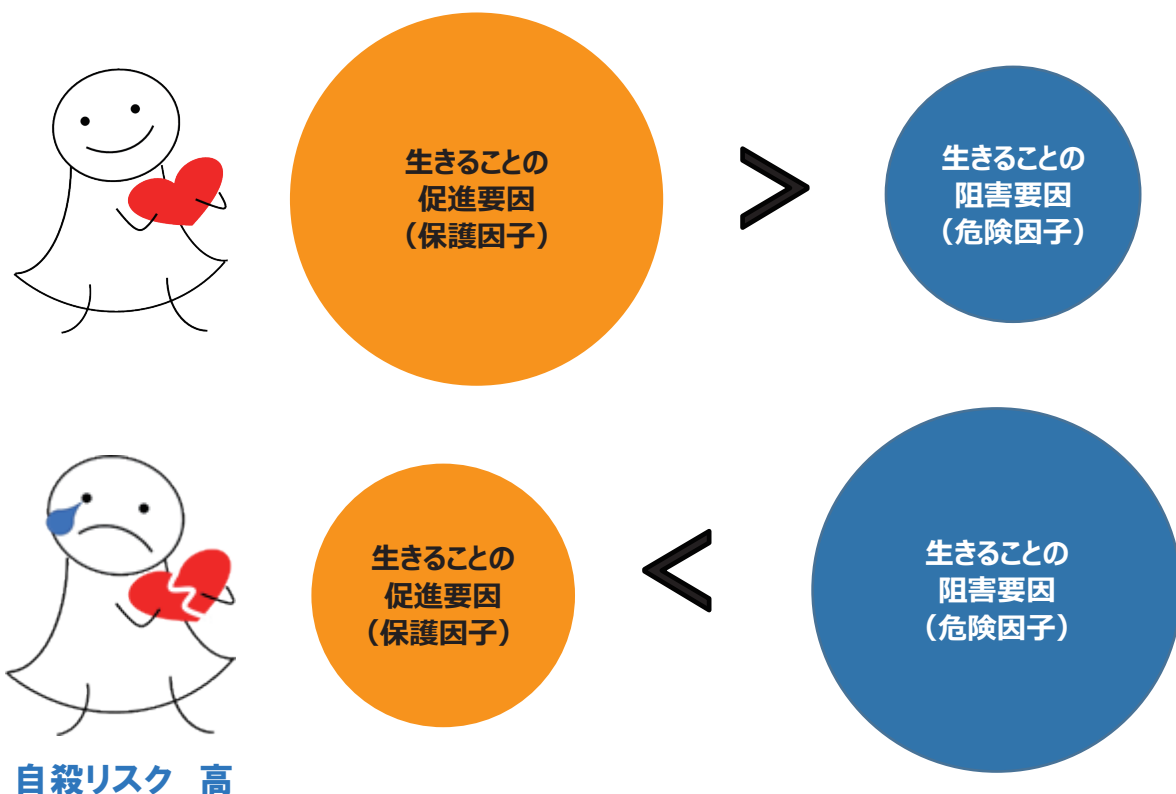 生きることの
促進要因
（保護因子）
>
生きることの
阻害要因
（危険因子）
生きることの
促進要因
（保護因子）
<
生きることの
阻害要因
（危険因子）
自殺リスク　高